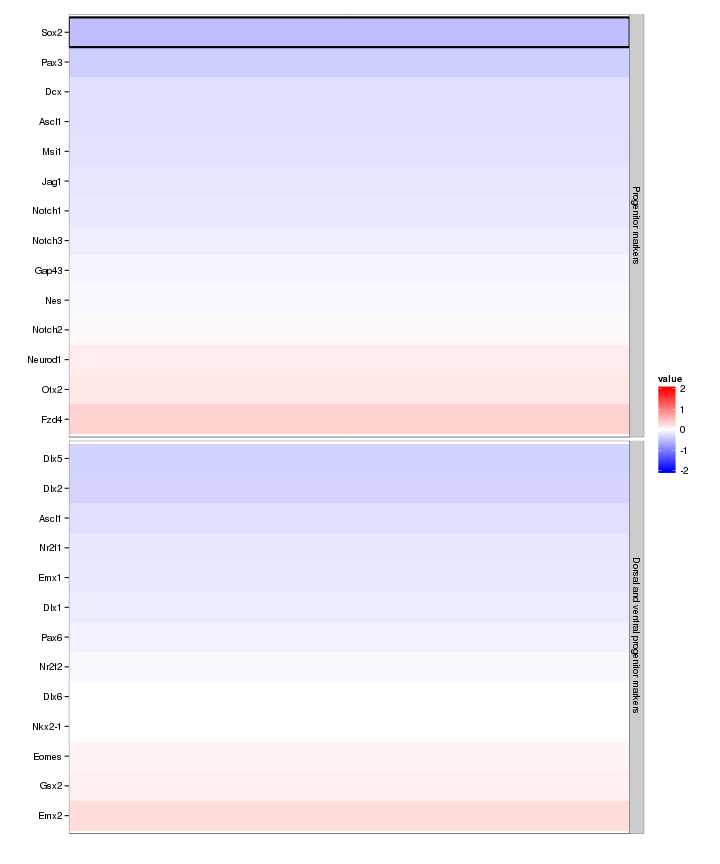 Sox2
Pax3
Dcx
Ascl1
Msi1
Jag1
Notch1
Notch3
Gap43
Nes
Notch2
Neurod1
Otx2
Fzd4
Progenitor markers
Dlx5
Dlx2
Ascl1
Nr2f1
Emx1
Dlx1
Pax6
Nr2f2
Dlx6
Nkx2-1
Eomes
Gsx2
Emx2
Dorsal and ventral progenitor markers
value
2
1
0
-1
-2